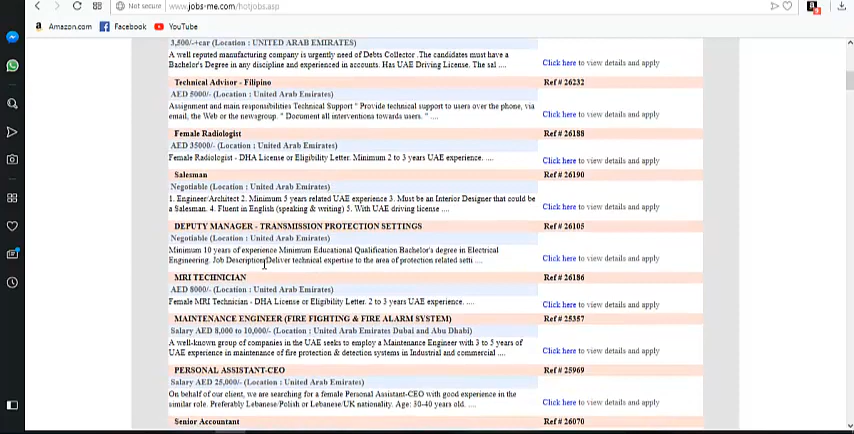 Not secure www.jobs-me.com/hotjobs.asp
Amazon.com Facebook YouTube
3,500/-+car (Location : UNITED ARAB EMIRATES)
A well reputed manufacturing company is urgently need of Debts Collector .The candidates must have a
Bachelor's Degree in any discipline and experienced in accounts. Has UAE Driving License. The sal ....
Click here to view details and apply
Technical Advisor - Filipino Ref # 26232
AED 5000/- (Location : United Arab Emirates)
Assignment and main responsibilities Technical Support " Provide technical support to users over the phone, via
email, the Web or the newsgroup. " Document all interventions towards users. " ....
Click here to view details and apply
Female Radiologist Ref # 26188
AED 35000/- (Location : United Arab Emirates)
Female Radiologist - DHA License or Eligibility Letter. Minimum 2 to 3 years UAE experience. ....
Click here to view details and apply
Salesman Ref # 26190
Negotiable (Location : United Arab Emirates)
1. Engineer/Architect 2. Minimum 5 years related UAE experience 3. Must be an Interior Designer that could be
a Salesman. 4. Fluent in English (speaking & writing) 5. With UAE driving license ....
Click here to view details and apply
DEPUTY MANAGER - TRANSMISSION PROTECTION SETTINGS Ref # 26105
Negotiable (Location : United Arab Emirates)
Minimum 10 years of experience Minimum Educational Qualification Bachelor's degree in Electrical
Engineering. Job Description Deliver technical expertise to the area of protection related setti ....
Click here to view details and apply
MRI TECHNICIAN Ref # 26186
AED 8000/- (Location : United Arab Emirates)
Female MRI Technician - DHA License or Eligibility Letter. 2 to 3 years UAE experience. ....
Click here to view details and apply
MAINTENANCE ENGINEER (FIRE FIGHTING & FIRE ALARM SYSTEM) Ref # 25357
Salary AED 8,000 to 10,000/- (Location : United Arab Emirates Dubai and Abu Dhabi)
A well-known group of companies in the UAE seeks to employ a Maintenance Engineer with 3 to 5 years of
UAE experience in maintenance of fire protection & detection systems in Industrial and commercial ....
Click here to view details and apply
PERSONAL ASSISTANT-CEO Ref # 25969
Salary AED 25,000/- (Location : United Arab Emirates)
On behalf of our client, we are searching for a female Personal Assistant-CEO with good experience in the
similar role. Preferably Lebanese/Polish or Lebanese/UK nationality. Age: 30-40 years old. ....
Click here to view details and apply
Senior Accountant Ref # 26070